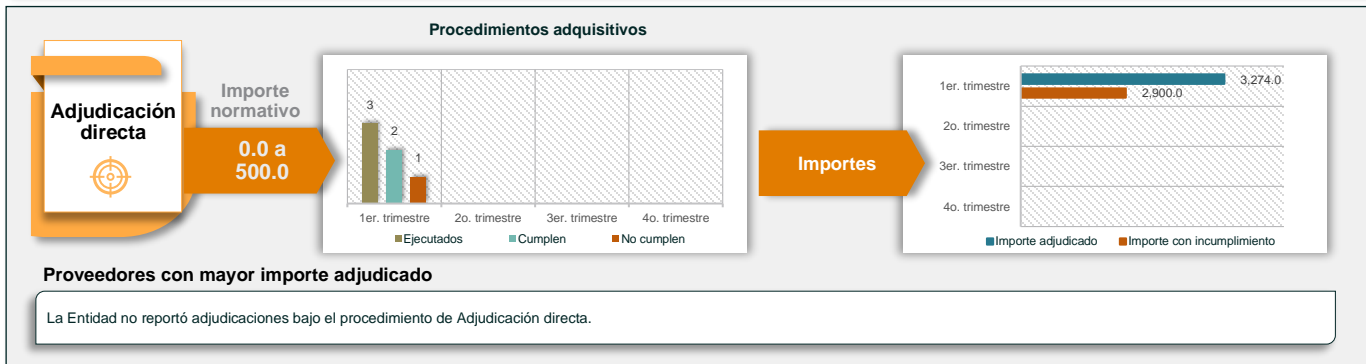 Procedimientos adquisitivos
Adjudicación
directa
Importe
normativo
0.0 a
500.0
3
2
1
1er. trimestre
2o. trimestre
3er. trimestre
4o. trimestre
Ejecutados
Cumplen
No cumplen
Importes
1er. trimestre
2o. trimestre
3er. trimestre
4o. trimestre
3,274.0
2,900.0
Importe adjudicado
Importe con incumplimiento
Proveedores con mayor importe adjudicado
La Entidad no reportó adjudicaciones bajo el procedimiento de Adjudicación directa.